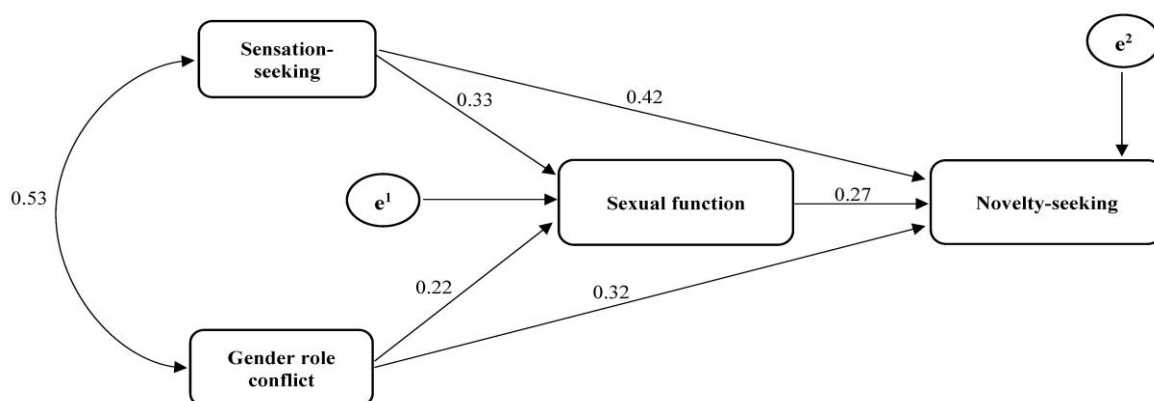 Sensation-
seeking
e²
0.33
0.42
0.53
e¹
Sexual function
0.27
Novelty-seeking
0.22
0.32
Gender role
conflict